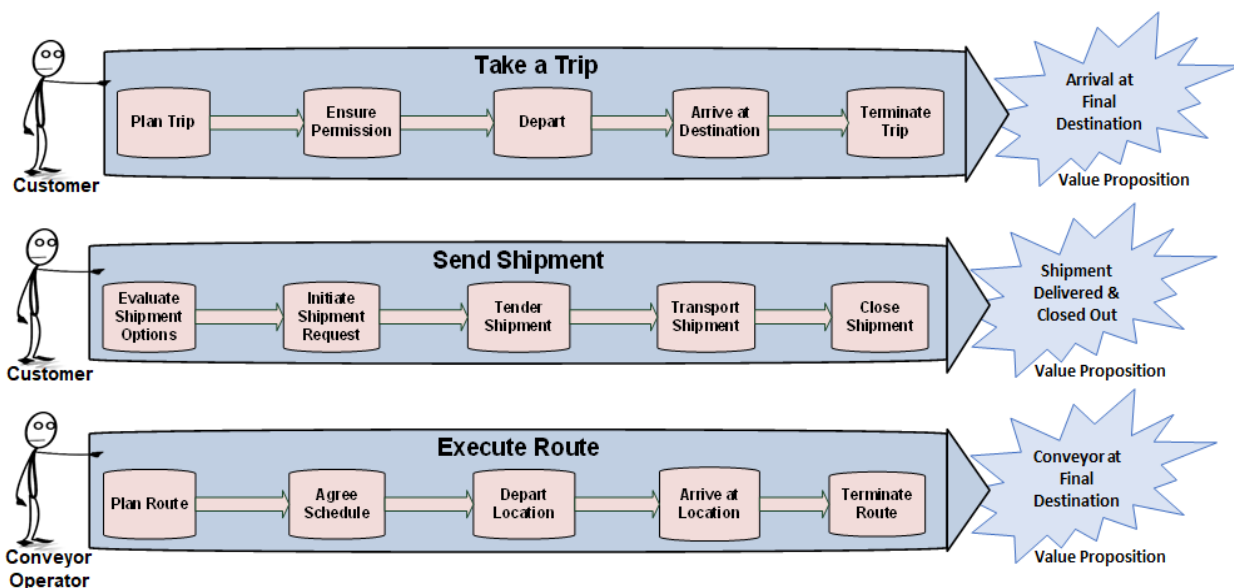 Take a Trip
Plan Trip
Ensure
Permission
Depart
Arrive at
Destination
Terminate
Trip
Arrival at
Final
Destination
Customer
Value Proposition
Send Shipment
Evaluate
Shipment
Options
Initiate
Shipment
Request
Tender
Shipment
Transport
Shipment
Close
Shipment
Shipment
Delivered &
Closed Out
Customer
Value Proposition
Execute Route
Plan Route
Agree
Schedule
Depart
Location
Arrive at
Location
Terminate
Route
Conveyor at
Final
Destination
Conveyor
Operator
Value Proposition